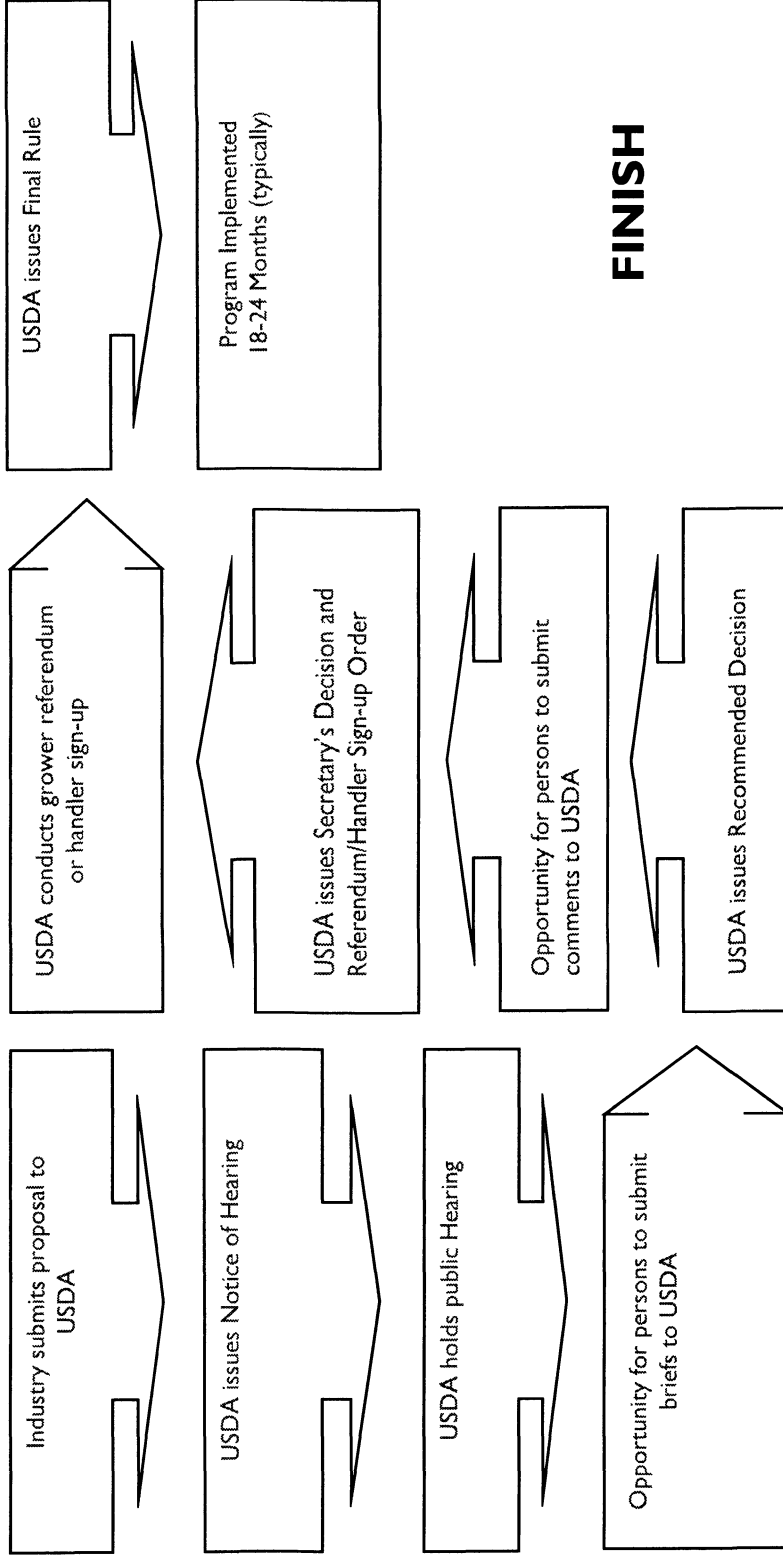 Industry submits proposal to
USDA
USDA issues Notice of Hearing
USDA holds public Hearing
Opportunity for persons to submit
briefs to USDA
USDA issues Recommended Decision
Opportunity for persons to submit
comments to USDA
USDA issues Secretary's Decision and
Referendum/Handler Sign-up Order
USDA conducts grower referendum
or handler sign-up
USDA issues Final Rule
Program Implemented
18-24 Months (typically)
FINISH